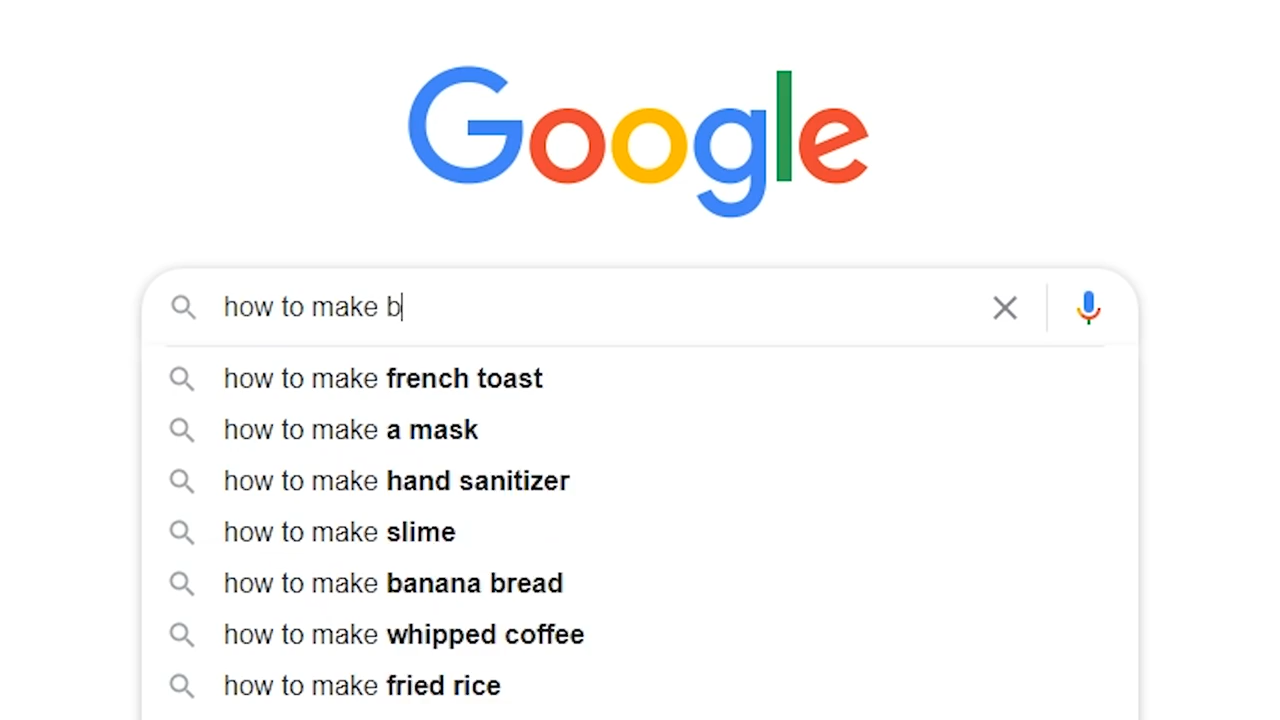 Google
how to make b
how to make french toast
how to make a mask
how to make hand sanitizer
how to make slime
how to make banana bread
how to make whipped coffee
how to make fried rice